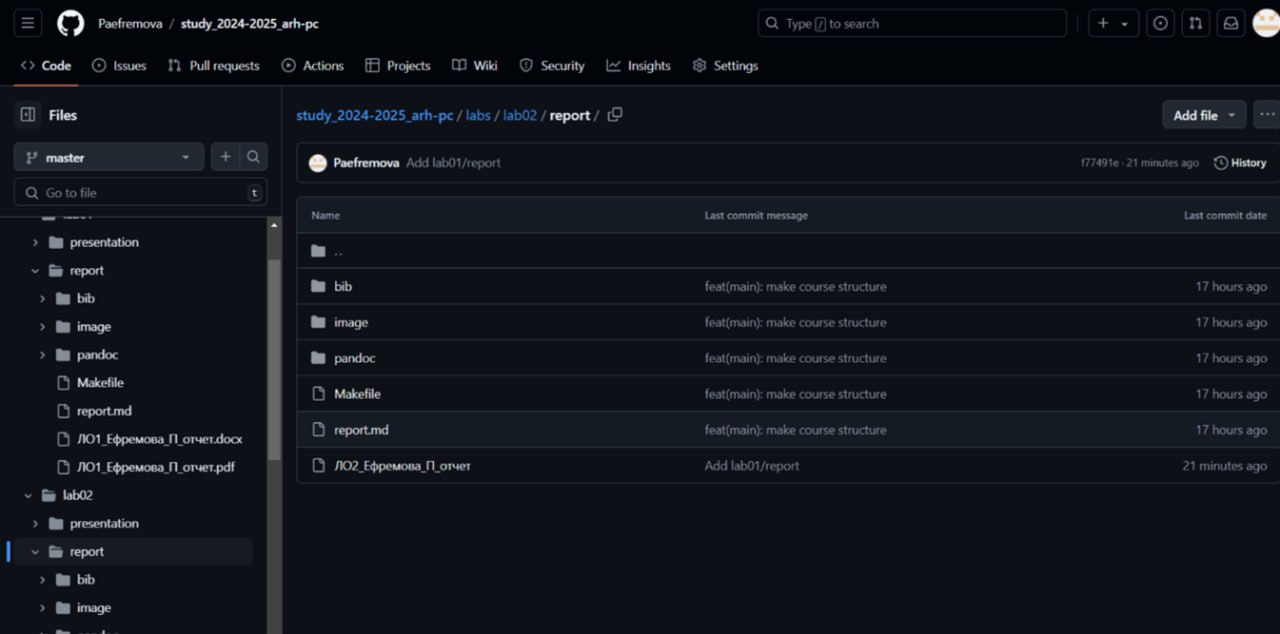 Paefremova / study_2024-2025_arh-pc
Type / to search
Code Issues Pull requests Actions Projects Wiki Security Insights Settings
Files
master
Go to file t
presentation
report
bib
image
pandoc
Makefile
report.md
ЛО1_Ефремова_П_отчет.docx
ЛО1_Ефремова_П_отчет.pdf
lab02
presentation
report
bib
image
study_2024-2025_arh-pc / labs / lab02 / report /
Add file
Paefremova Add lab01/report f77491e · 21 minutes ago History
Name Last commit message Last commit date
..
bib feat(main): make course structure 17 hours ago
image feat(main): make course structure 17 hours ago
pandoc feat(main): make course structure 17 hours ago
Makefile feat(main): make course structure 17 hours ago
report.md feat(main): make course structure 17 hours ago
ЛО2_Ефремова_П_отчет Add lab01/report 21 minutes ago